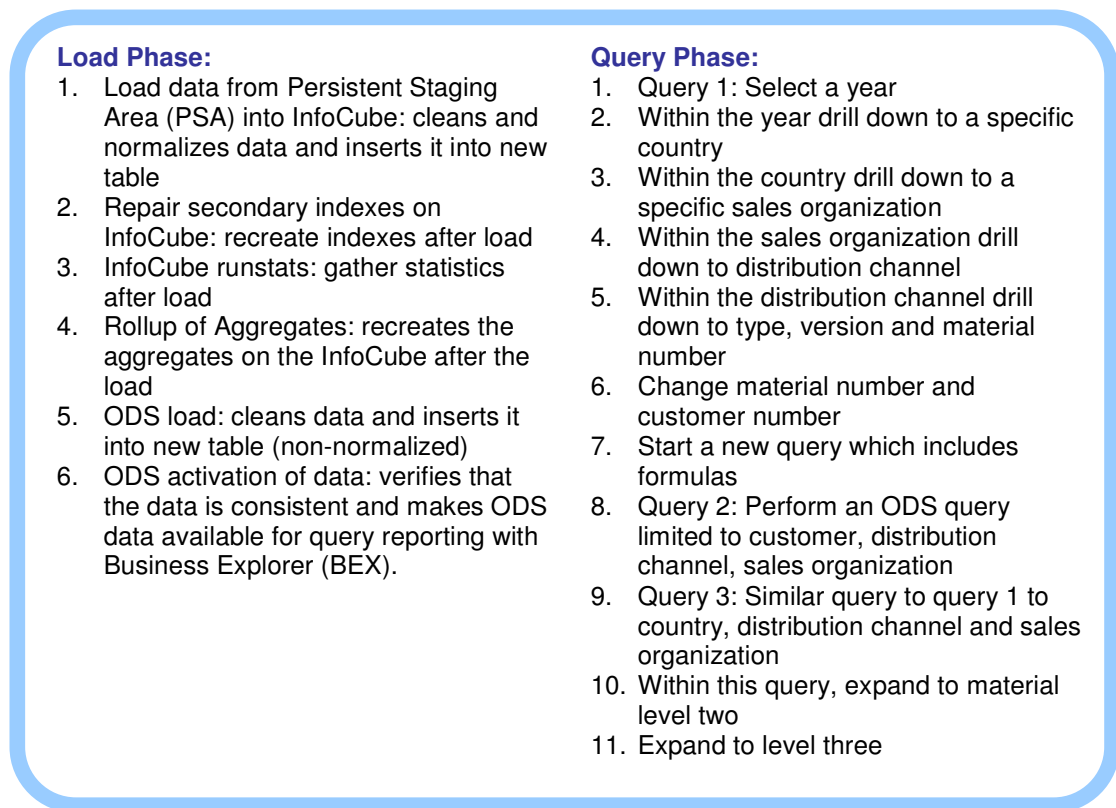 Load Phase:
1. Load data from Persistent Staging
Area (PSA) into InfoCube: cleans and
normalizes data and inserts it into new
table
2. Repair secondary indexes on
InfoCube: recreate indexes after load
3. InfoCube runstats: gather statistics
after load
4. Rollup of Aggregates: recreates the
aggregates on the InfoCube after the
load
5. ODS load: cleans data and inserts it
into new table (non-normalized)
6. ODS activation of data: verifies that
the data is consistent and makes ODS
data available for query reporting with
Business Explorer (BEX).
Query Phase:
1. Query 1: Select a year
2. Within the year drill down to a specific
country
3. Within the country drill down to a
specific sales organization
4. Within the sales organization drill
down to distribution channel
5. Within the distribution channel drill
down to type, version and material
number
6. Change material number and
customer number
7. Start a new query which includes
formulas
8. Query 2: Perform an ODS query
limited to customer, distribution
channel, sales organization
9. Query 3: Similar query to query 1 to
country, distribution channel and sales
organization
10. Within this query, expand to material
level two
11. Expand to level three